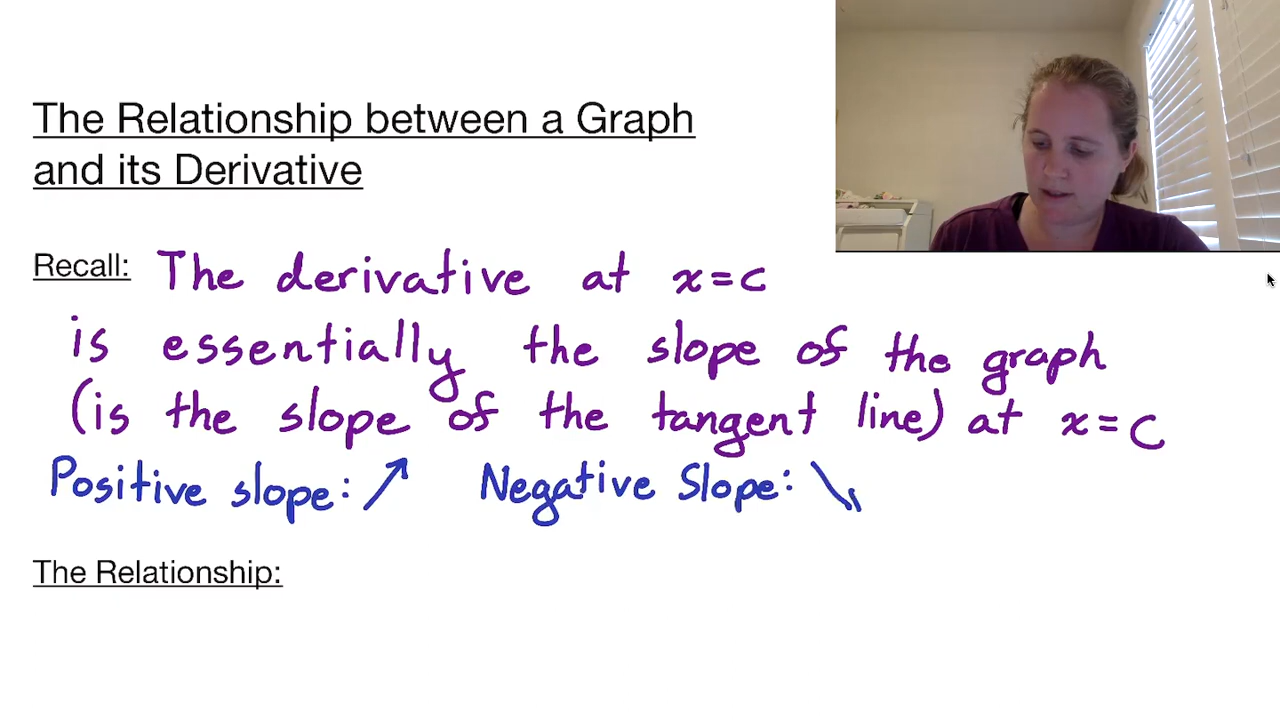 The Relationship between a Graph
and its Derivative
Recall: The derivative at x=c
is essentially the slope of the graph
(is the slope of the tangent line) at x=c
Positive slope: ↗ Negative Slope: ↘
The Relationship: